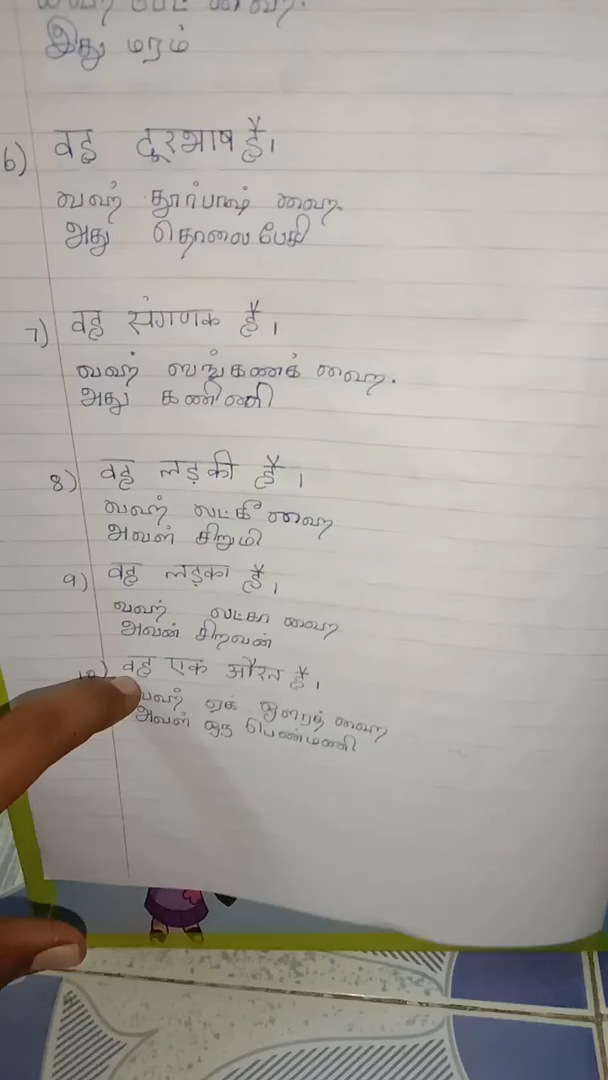 இது மரம்
6) वह दूरभाष है।
வஹ் தூர்பாஷ் ஹை.
அது தொலைபேசி
7) वह संगणक है।
வஹ் ஸங்கணக் ஹை.
அது கணினி
8) वह लड़की है।
வஹ் லட்கீ ஹை
அவள் சிறுமி
9) वह लड़का है।
வஹ் லட்கா ஹை
அவன் சிறவன்
10) वह एक औरत है।
வஹ் ஏக் ஔரத் ஹை
அவள் ஒரு பெண்மணி